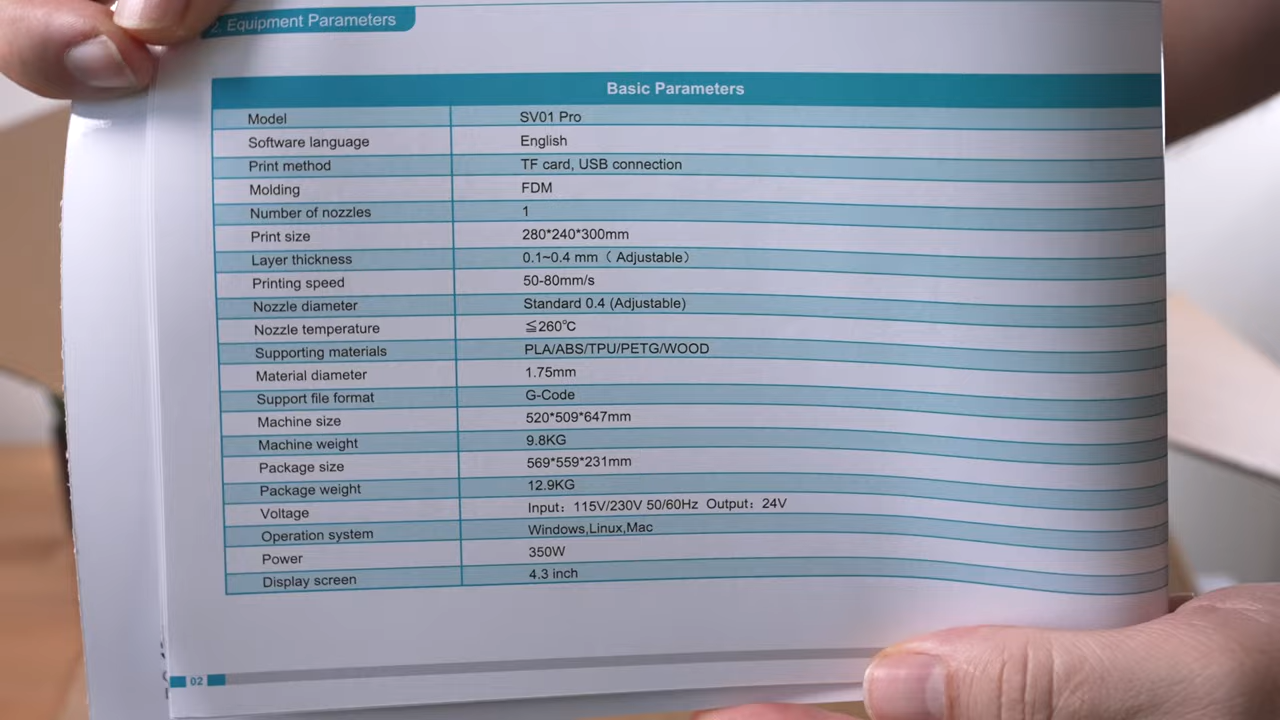 2. Equipment Parameters
Basic Parameters
Model SV01 Pro
Software language English
Print method TF card, USB connection
Molding FDM
Number of nozzles 1
Print size 280*240*300mm
Layer thickness 0.1~0.4 mm（ Adjustable）
Printing speed 50-80mm/s
Nozzle diameter Standard 0.4 (Adjustable)
Nozzle temperature ≦260℃
Supporting materials PLA/ABS/TPU/PETG/WOOD
Material diameter 1.75mm
Support file format G-Code
Machine size 520*509*647mm
Machine weight 9.8KG
Package size 569*559*231mm
Package weight 12.9KG
Voltage Input：115V/230V 50/60Hz Output：24V
Operation system Windows,Linux,Mac
Power 350W
Display screen 4.3 inch
02